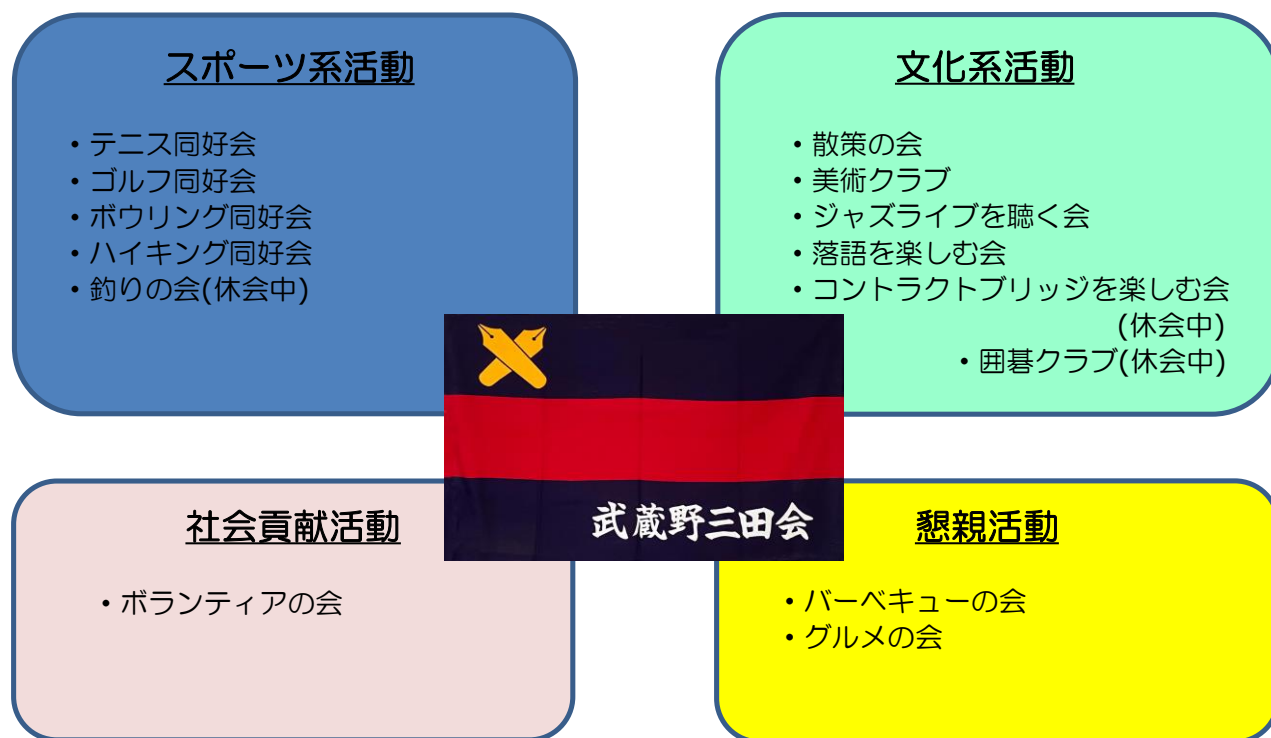 スポーツ系活動
・テニス同好会
・ゴルフ同好会
・ボウリング同好会
・ハイキング同好会
・釣りの会(休会中)
文化系活動
・散策の会
・美術クラブ
・ジャズライブを聴く会
・落語を楽しむ会
・コントラクトブリッジを楽しむ会
(休会中)
・囲碁クラブ(休会中)
武蔵野三田会
社会貢献活動
・ボランティアの会
懇親活動
・バーベキューの会
・グルメの会